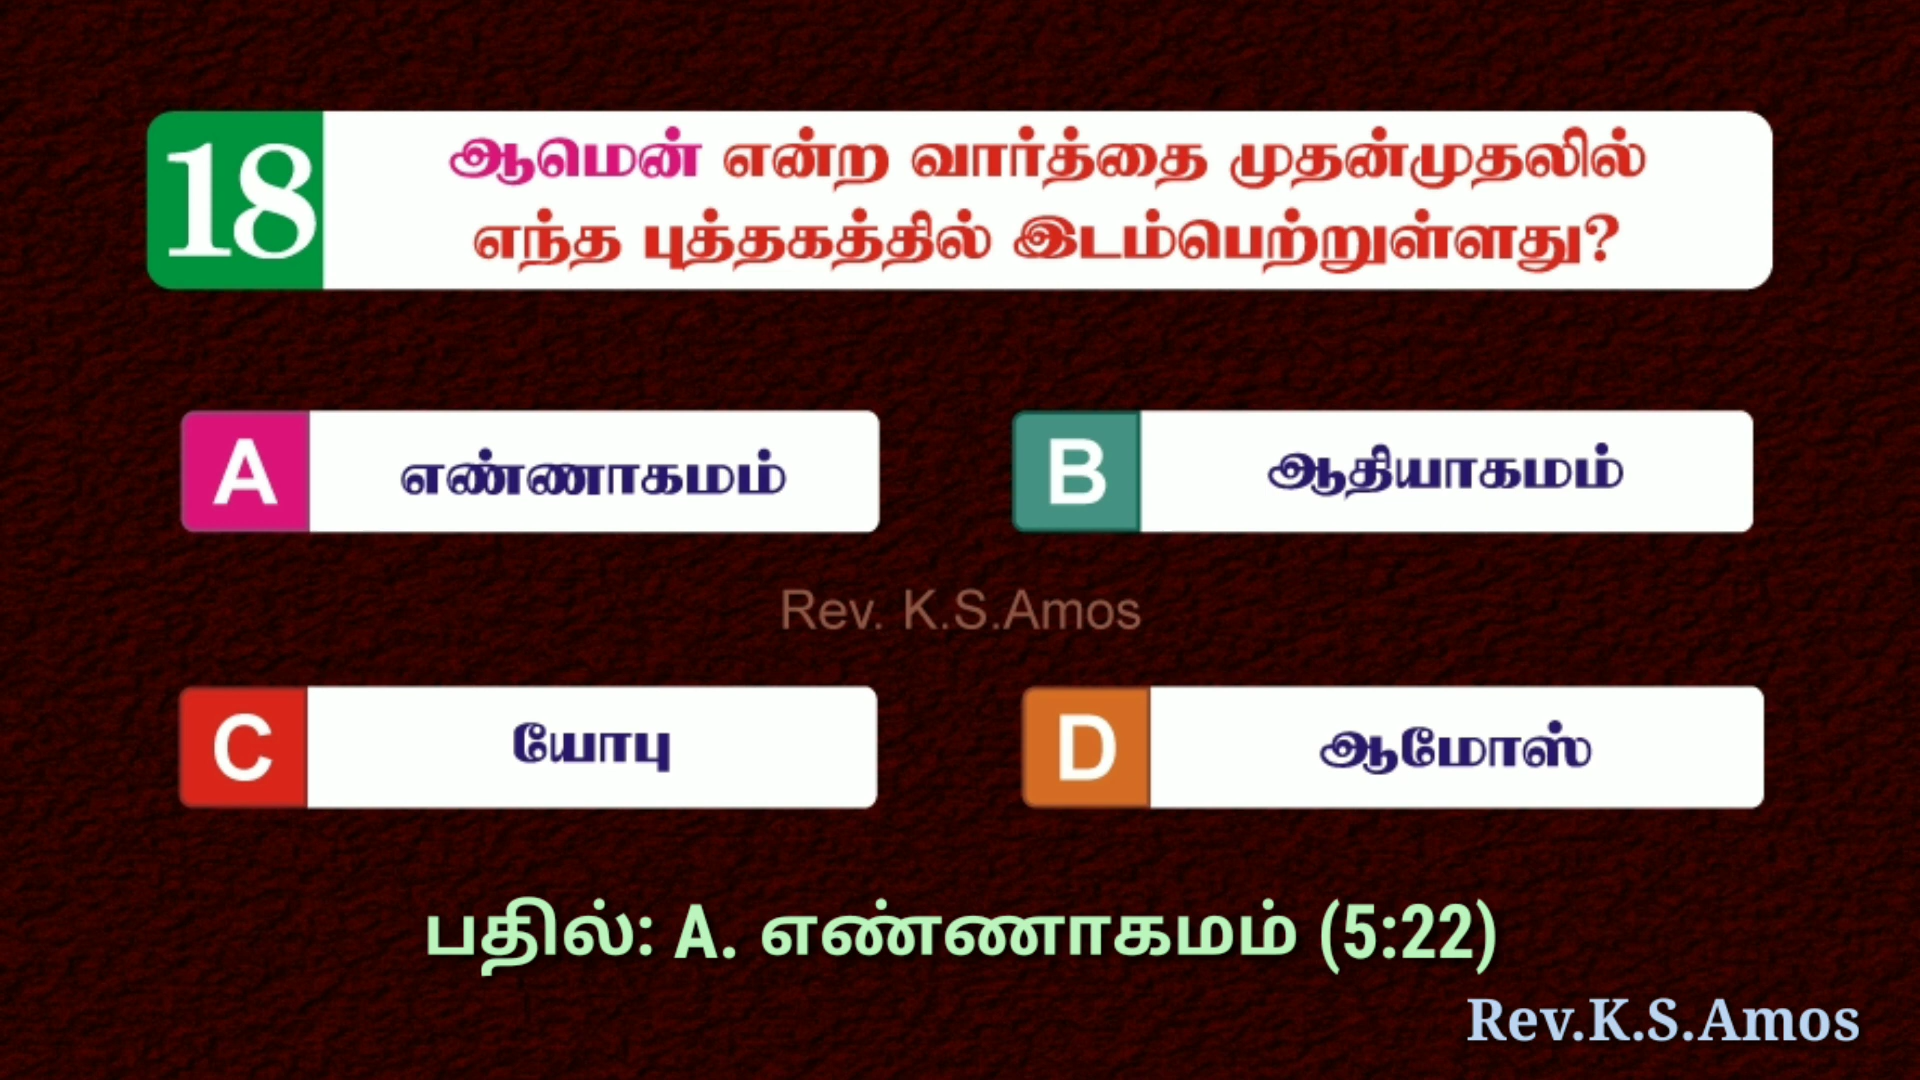 18
ஆமென் என்ற வார்த்தை முதன்முதலில்
எந்த புத்தகத்தில் இடம்பெற்றுள்ளது?
A எண்ணாகமம்
B ஆதியாகமம்
Rev. K.S.Amos
C யோபு
D ஆமோஸ்
பதில்: A. எண்ணாகமம் (5:22)
Rev.K.S.Amos